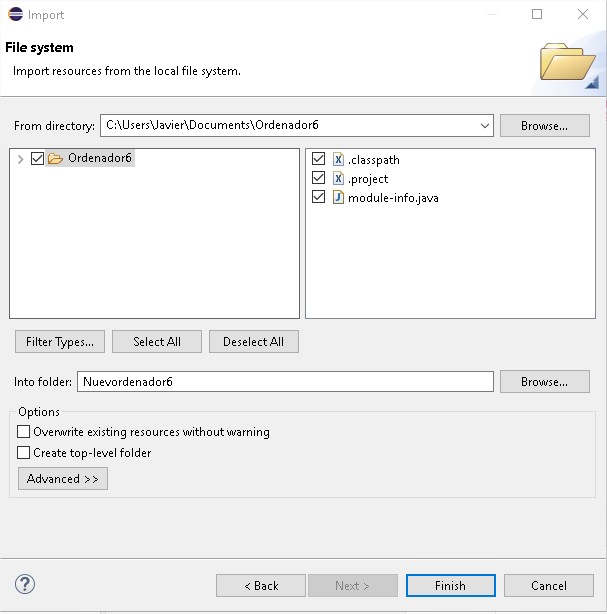 Import
File system
Import resources from the local file system.
From directory: C:\Users\Javier\Documents\Ordenador6 Browse...
Ordenador6
.classpath
.project
module-info.java
Filter Types... Select All Deselect All
Into folder: Nuevordenador6 Browse...
Options
Overwrite existing resources without warning
Create top-level folder
Advanced >>
? < Back Next > Finish Cancel